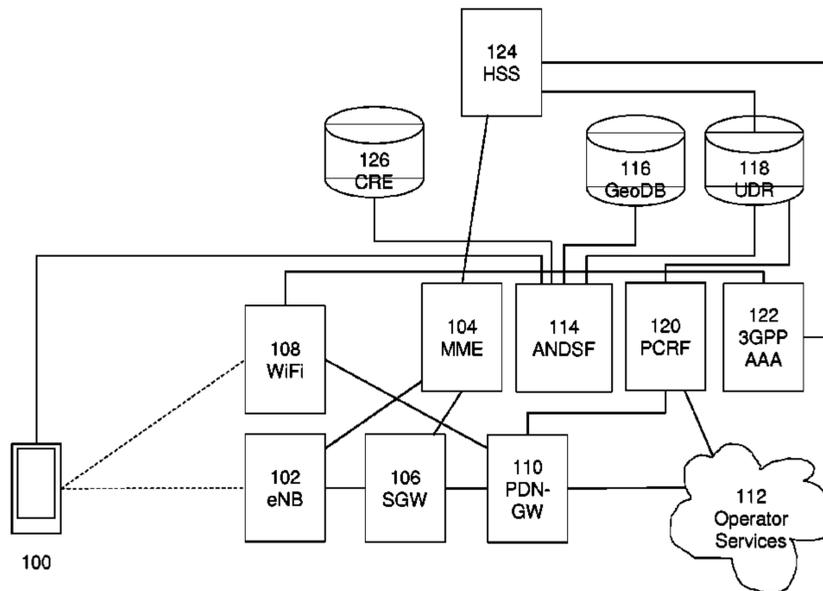 124
HSS
126
CRE
116
GeoDB
118
UDR
108
WiFi
104
MME
114
ANDSF
120
PCRF
122
3GPP
AAA
102
eNB
106
SGW
110
PDN-
GW
112
Operator
Services
100